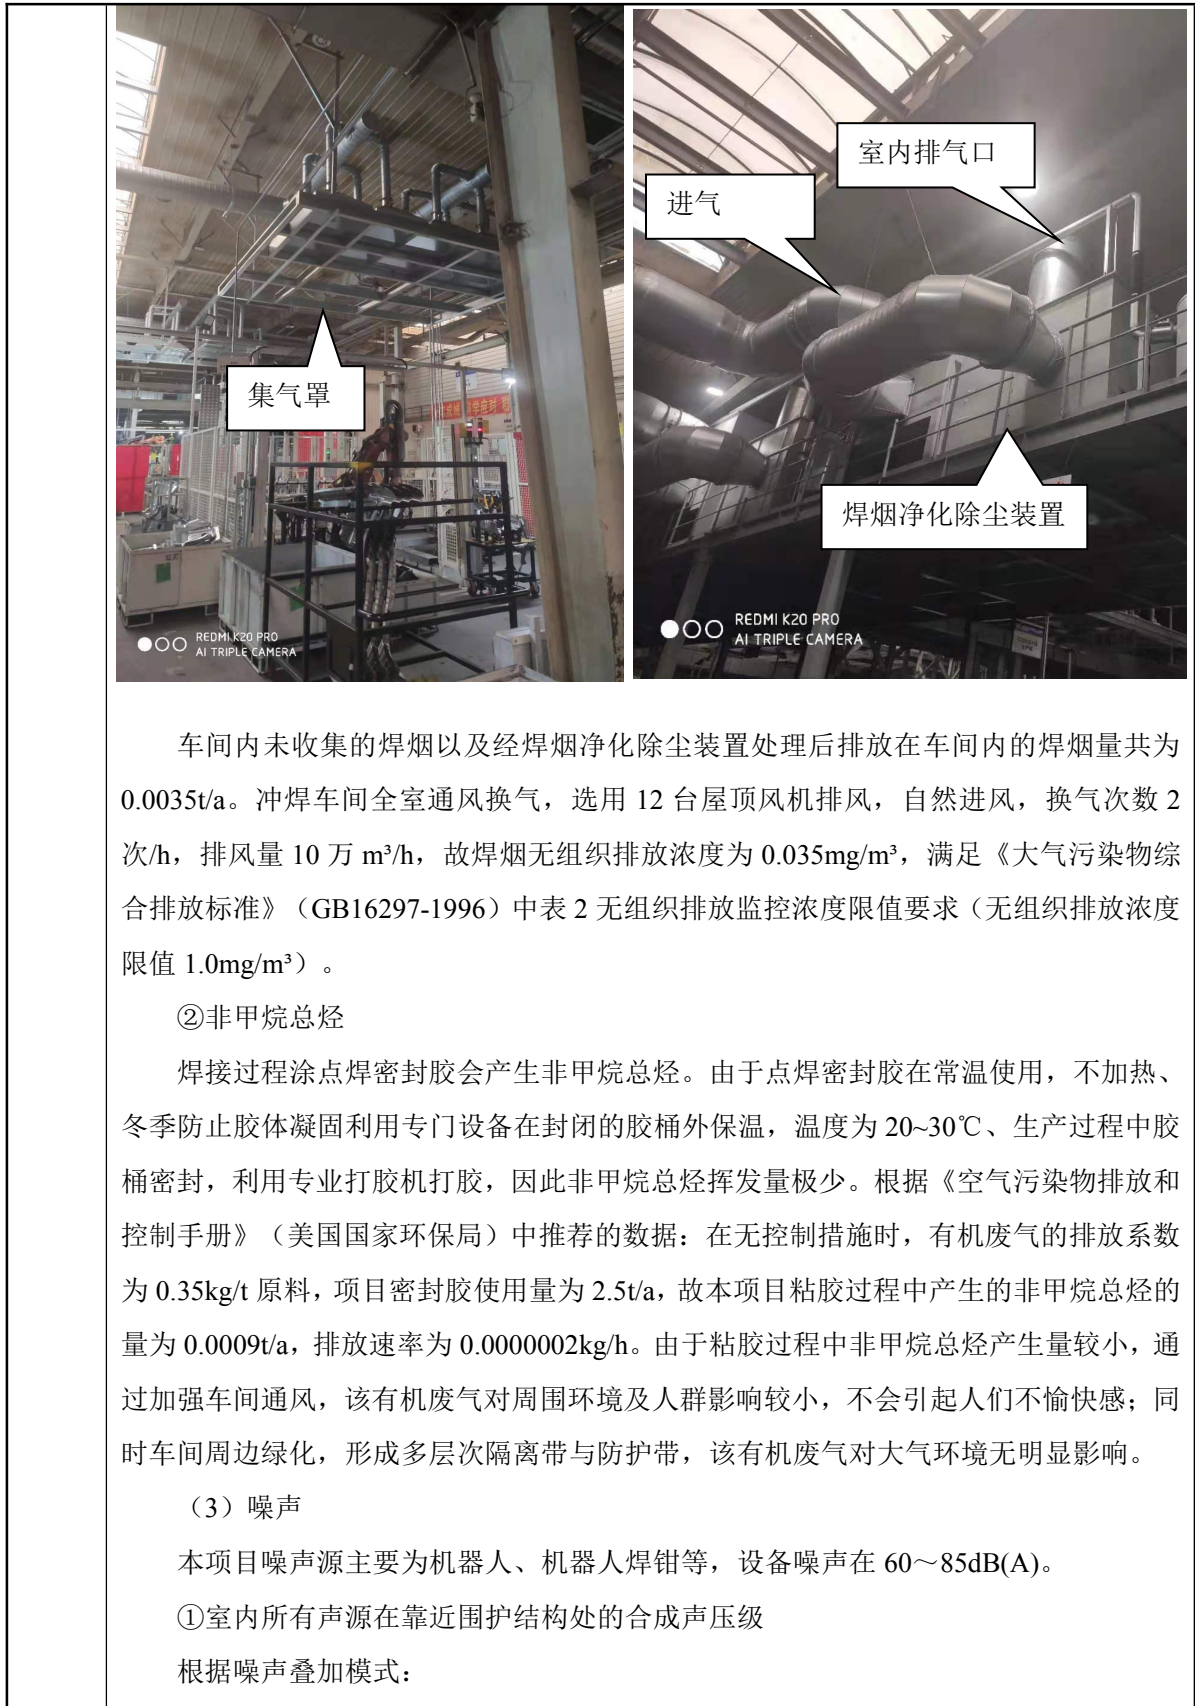 室内排气口
进气
集气罩
焊烟净化除尘装置
REDMI K20 PRO
AI TRIPLE CAMERA
REDMI K20 PRO
AI TRIPLE CAMERA
车间内未收集的焊烟以及经焊烟净化除尘装置处理后排放在车间内的焊烟量共为
0.0035t/a。冲焊车间全室通风换气，选用 12 台屋顶风机排风，自然进风，换气次数 2
次/h，排风量 10 万 m³/h，故焊烟无组织排放浓度为 0.035mg/m³，满足《大气污染物综
合排放标准》（GB16297-1996）中表 2 无组织排放监控浓度限值要求（无组织排放浓度
限值 1.0mg/m³）。
②非甲烷总烃
焊接过程涂点焊密封胶会产生非甲烷总烃。由于点焊密封胶在常温使用，不加热、
冬季防止胶体凝固利用专门设备在封闭的胶桶外保温，温度为 20~30℃、生产过程中胶
桶密封，利用专业打胶机打胶，因此非甲烷总烃挥发量极少。根据《空气污染物排放和
控制手册》（美国国家环保局）中推荐的数据：在无控制措施时，有机废气的排放系数
为 0.35kg/t 原料，项目密封胶使用量为 2.5t/a，故本项目粘胶过程中产生的非甲烷总烃的
量为 0.0009t/a，排放速率为 0.0000002kg/h。由于粘胶过程中非甲烷总烃产生量较小，通
过加强车间通风，该有机废气对周围环境及人群影响较小，不会引起人们不愉快感；同
时车间周边绿化，形成多层次隔离带与防护带，该有机废气对大气环境无明显影响。
（3）噪声
本项目噪声源主要为机器人、机器人焊钳等，设备噪声在 60～85dB(A)。
①室内所有声源在靠近围护结构处的合成声压级
根据噪声叠加模式：